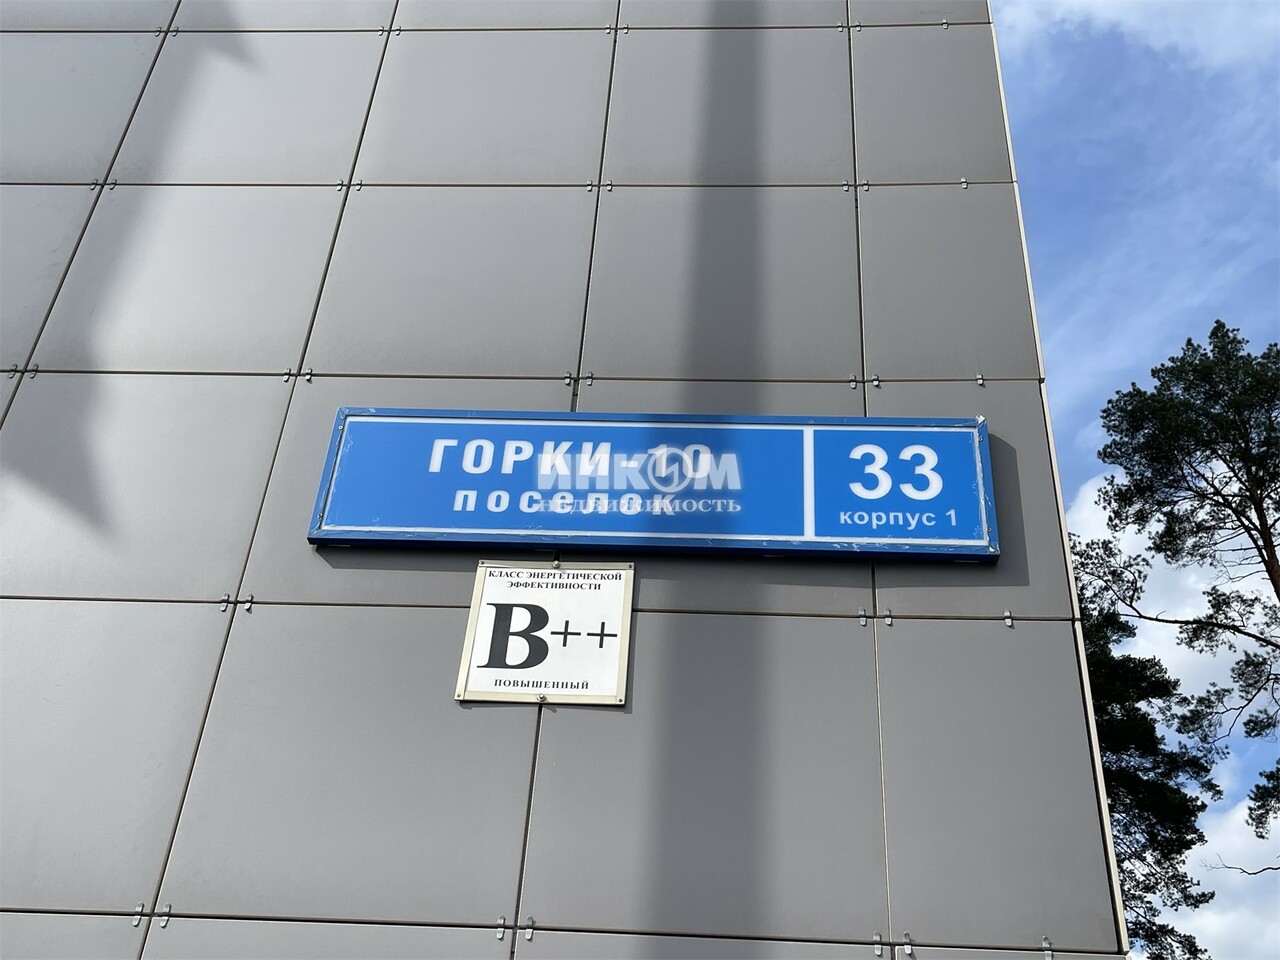 ГОРКИ-10
поселок
33
корпус 1
ИНКОМ
НЕДВИЖИМОСТЬ
КЛАСС ЭНЕРГЕТИЧЕСКОЙ
ЭФФЕКТИВНОСТИ
B++
ПОВЫШЕННЫЙ